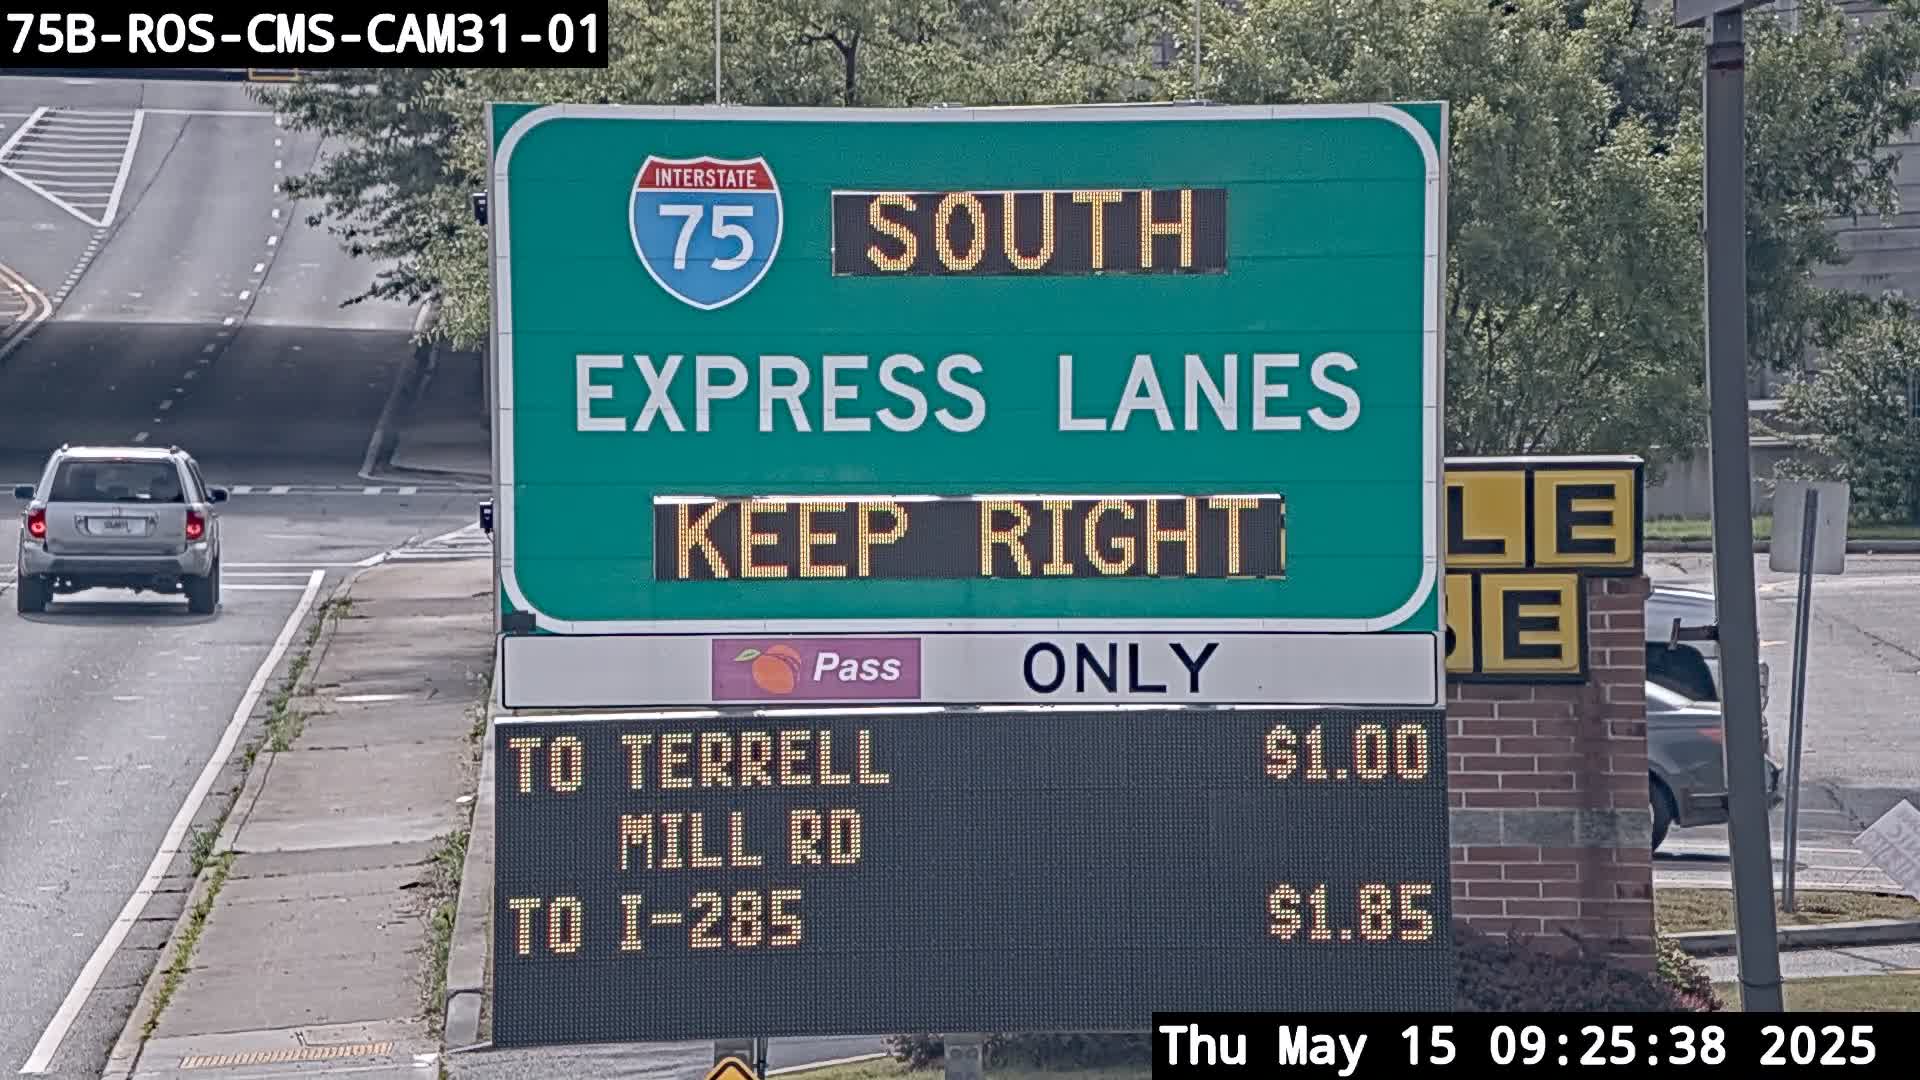 75B-ROS-CMS-CAM31-01
INTERSTATE
75
SOUTH
EXPRESS LANES
KEEP RIGHT
Pass ONLY
TO TERRELL $1.00
MILL RD
TO I-285 $1.85
LE
E
Thu May 15 09:25:38 2025